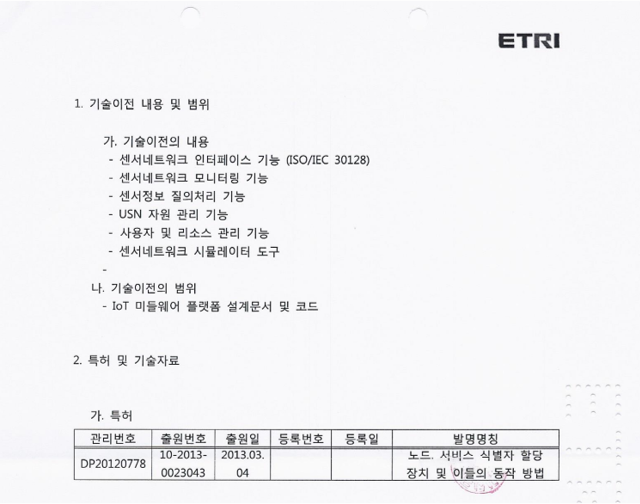 ETRI
1. 기술이전 내용 및 범위
가. 기술이전의 내용
- 센서네트워크 인터페이스 기능 (ISO/IEC 30128)
- 센서네트워크 모니터링 기능
- 센서정보 질의처리 기능
- USN 자원 관리 기능
- 사용자 및 리소스 관리 기능
- 센서네트워크 시뮬레이터 도구
-
나. 기술이전의 범위
- IoT 미들웨어 플랫폼 설계문서 및 코드
2. 특허 및 기술자료
가. 특허
관리번호 출원번호 출원일 등록번호 등록일 발명명칭
DP20120778 10-2013-0023043 2013.03.04 노드. 서비스 식별자 할당
장치 및 이들의 동작 방법